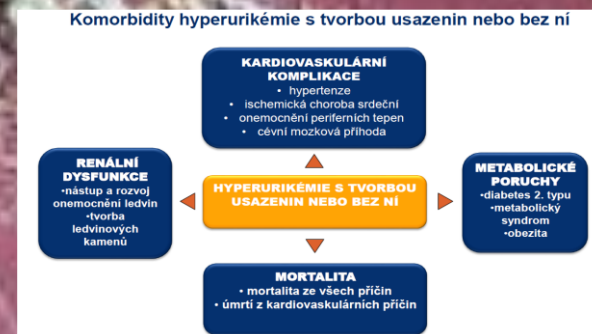 Komorbidity hyperurikémie s tvorbou usazenin nebo bez ní
KARDIOVASKULÁRNÍ
KOMPLIKACE
• hypertenze
• ischemická choroba srdeční
• onemocnění periferních tepen
• cévní mozková příhoda
RENÁLNÍ
DYSFUNKCE
•nástup a rozvoj
onemocnění ledvin
•tvorba
ledvinových
kamenů
HYPERURIKÉMIE S TVORBOU
USAZENIN NEBO BEZ NÍ
METABOLICKÉ
PORUCHY
•diabetes 2. typu
•metabolický
syndrom
•obezita
MORTALITA
• mortalita ze všech příčin
• úmrtí z kardiovaskulárních příčin